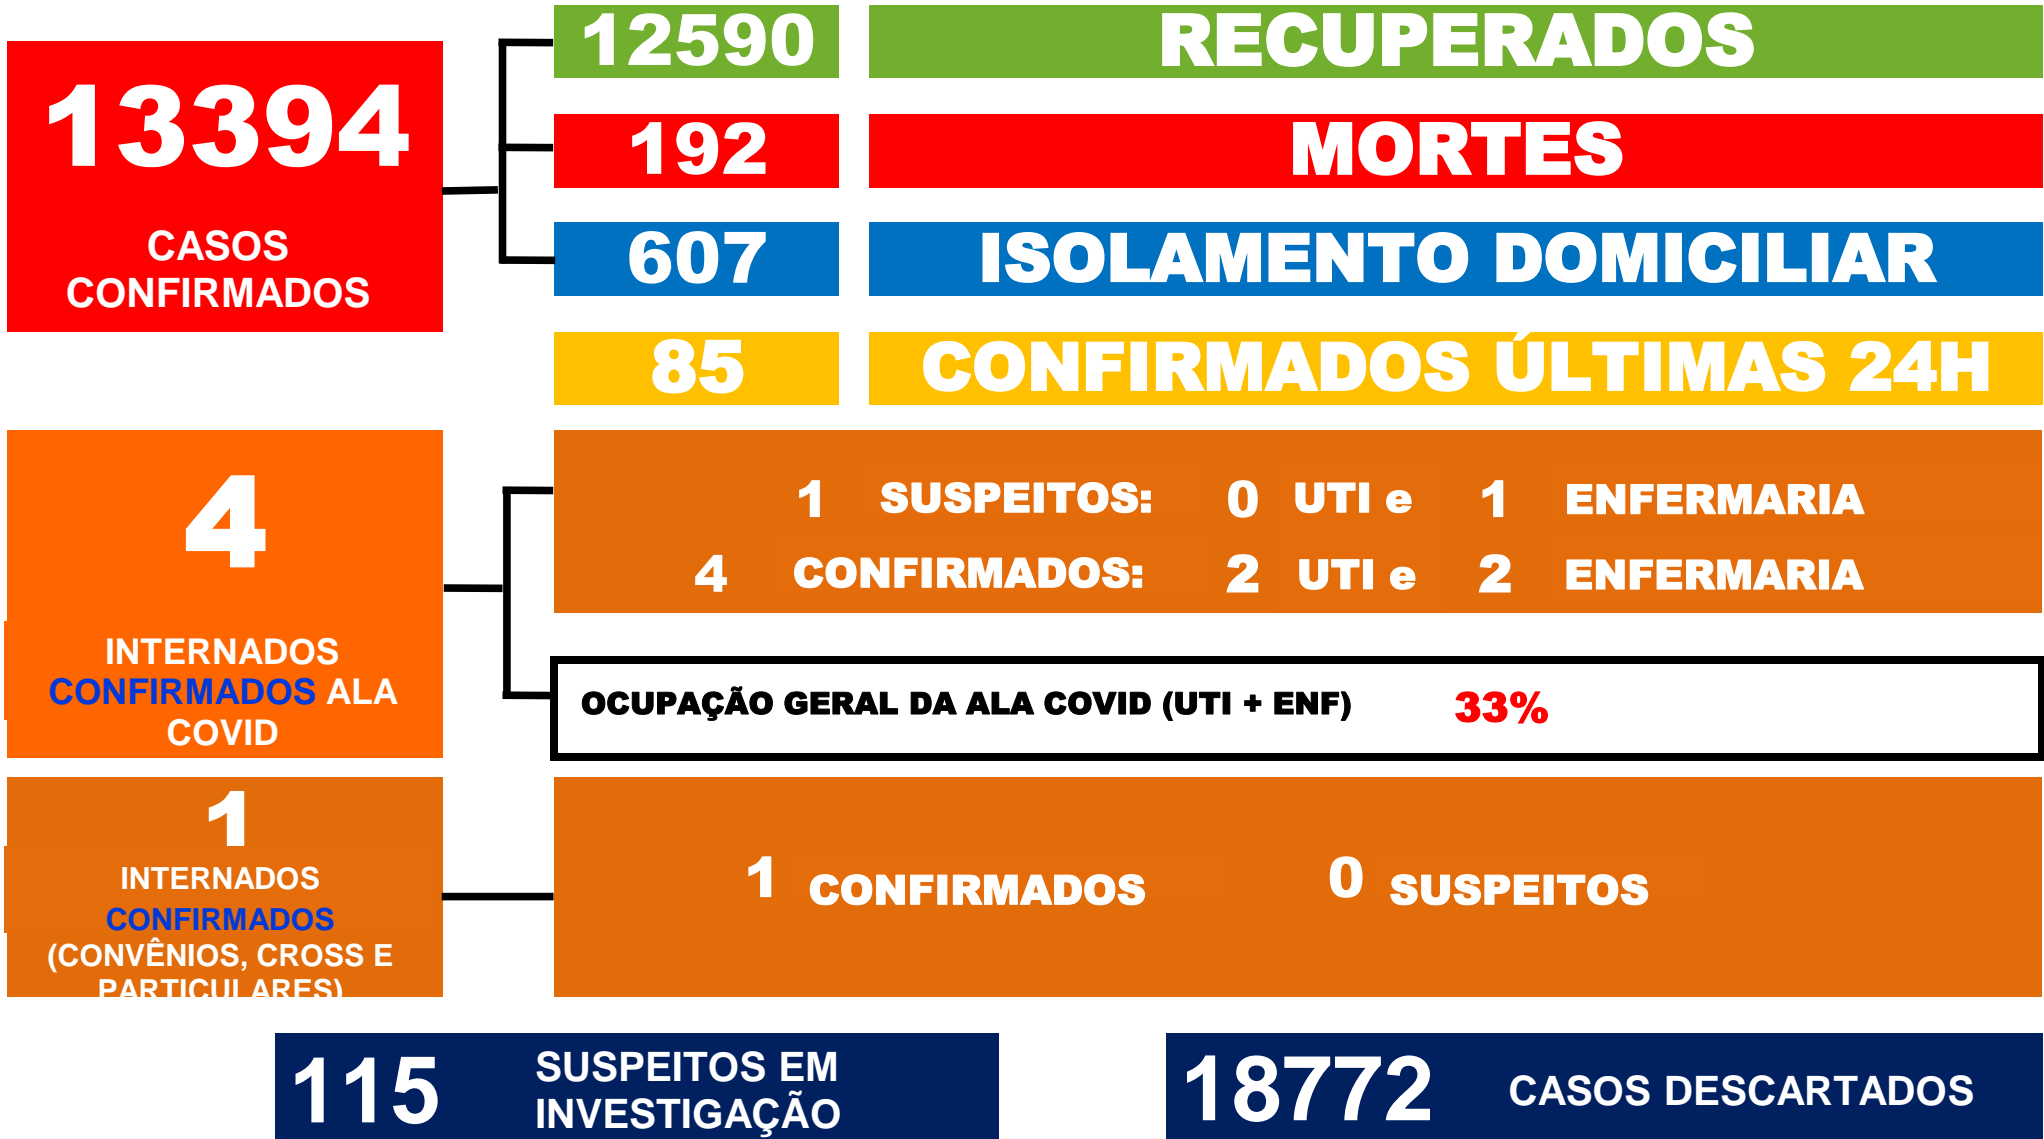 13394
CASOS
CONFIRMADOS
12590 RECUPERADOS
192 MORTES
607 ISOLAMENTO DOMICILIAR
85 CONFIRMADOS ÚLTIMAS 24H
4
INTERNADOS
CONFIRMADOS ALA
COVID
1 SUSPEITOS: 0 UTI e 1 ENFERMARIA
4 CONFIRMADOS: 2 UTI e 2 ENFERMARIA
OCUPAÇÃO GERAL DA ALA COVID (UTI + ENF) 33%
1
INTERNADOS
CONFIRMADOS
(CONVÊNIOS, CROSS E
PARTICULARES)
1 CONFIRMADOS 0 SUSPEITOS
115
SUSPEITOS EM
INVESTIGAÇÃO
18772 CASOS DESCARTADOS